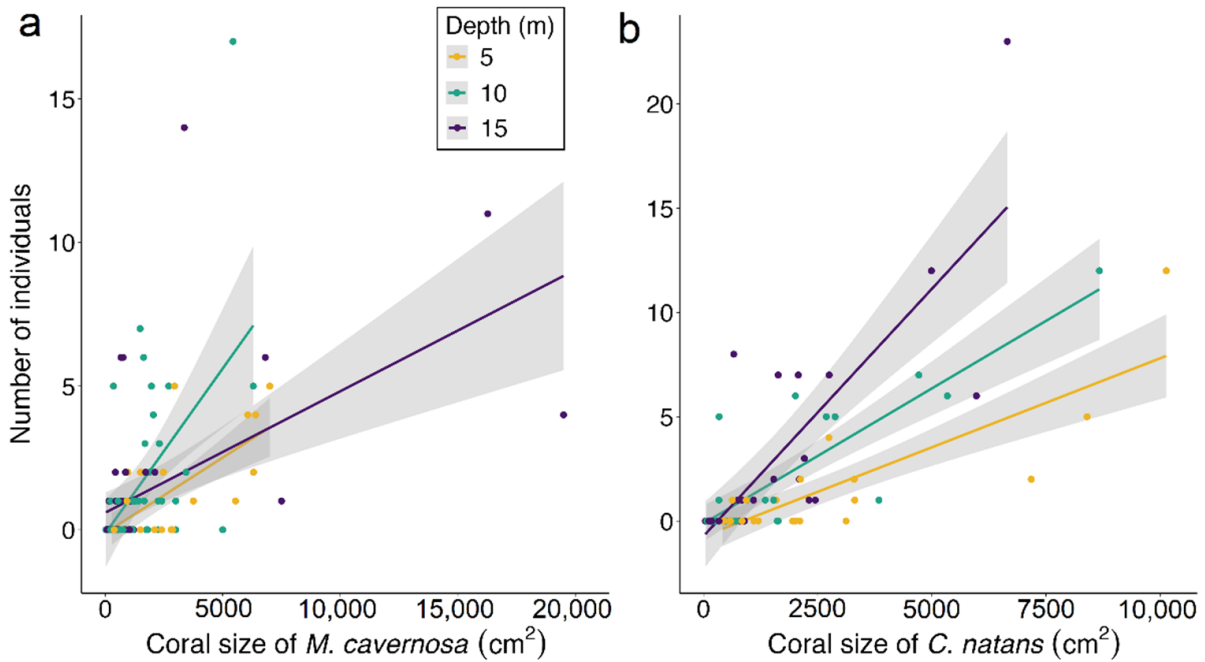 a
Depth (m)
5
10
15
Number of individuals
15
10
5
0
0 5000 10,000 15,000 20,000
Coral size of M. cavernosa (cm²)
b
20
15
10
5
0
0 2500 5000 7500 10,000
Coral size of C. natans (cm²)